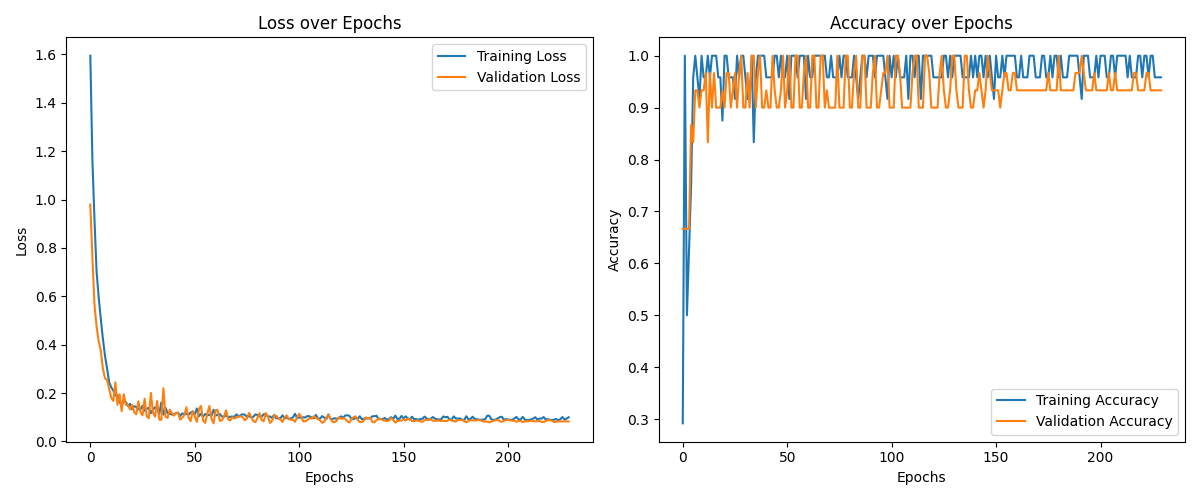 Loss over Epochs
1.6
1.4
1.2
1.0
0.8
0.6
0.4
0.2
0.0
Loss
Training Loss
Validation Loss
0 50 100 150 200
Epochs
Accuracy over Epochs
1.0
0.9
0.8
0.7
0.6
0.5
0.4
0.3
Accuracy
Training Accuracy
Validation Accuracy
0 50 100 150 200
Epochs